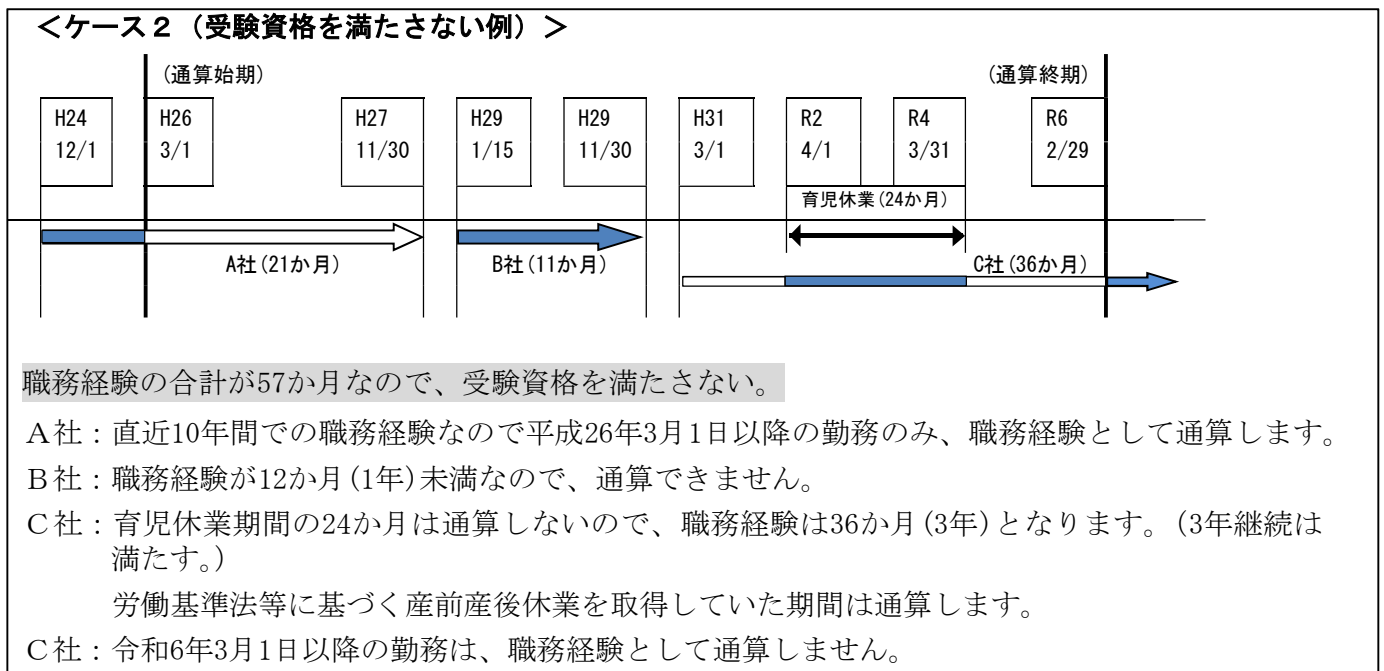 ＜ケース２（受験資格を満たさない例）＞
(通算始期)
(通算終期)
H24
12/1
H26
3/1
H27
11/30
H29
1/15
H29
11/30
H31
3/1
R2
4/1
R4
3/31
R6
2/29
育児休業(24か月)
A社(21か月)
B社(11か月)
C社(36か月)
職務経験の合計が57か月なので、受験資格を満たさない。
Ａ社：直近10年間での職務経験なので平成26年3月1日以降の勤務のみ、職務経験として通算します。
Ｂ社：職務経験が12か月(1年)未満なので、通算できません。
Ｃ社：育児休業期間の24か月は通算しないので、職務経験は36か月(3年)となります。(3年継続は
満たす。)
労働基準法等に基づく産前産後休業を取得していた期間は通算します。
Ｃ社：令和6年3月1日以降の勤務は、職務経験として通算しません。